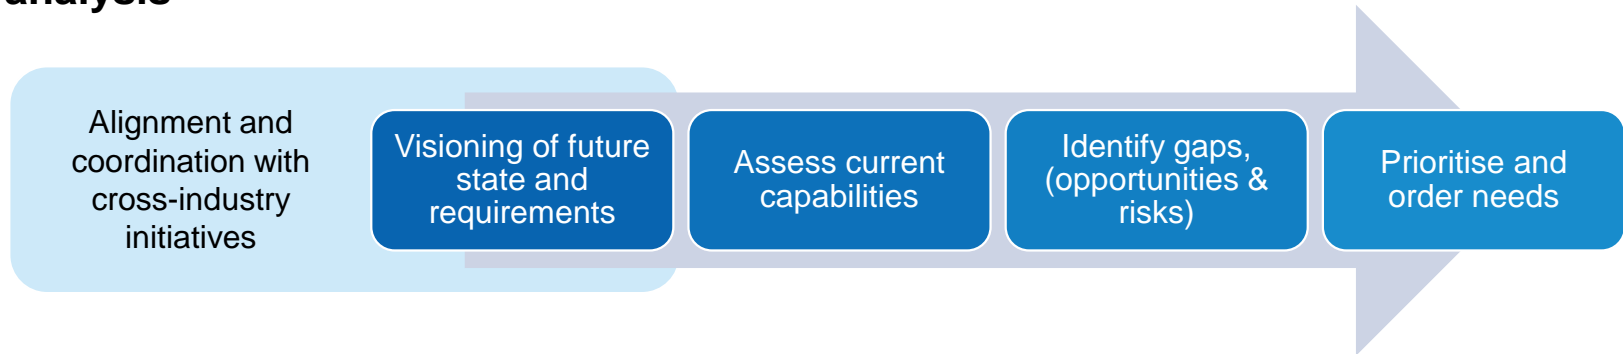 analysis
Alignment and
coordination with
cross-industry
initiatives
Visioning of future
state and
requirements
Assess current
capabilities
Identify gaps,
(opportunities &
risks)
Prioritise and
order needs